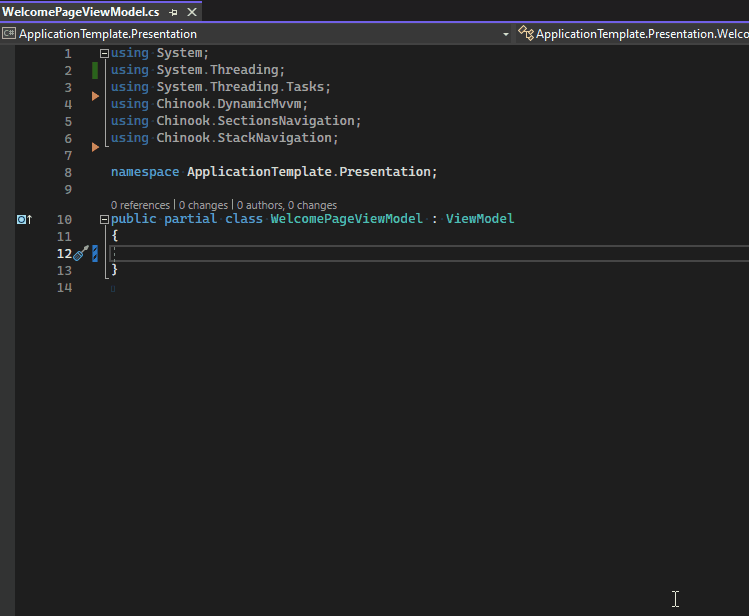 WelcomePageViewModel.cs
C# ApplicationTemplate.Presentation ApplicationTemplate.Presentation.Welco
1 using System;
2 using System.Threading;
3 using System.Threading.Tasks;
4 using Chinook.DynamicMvvm;
5 using Chinook.SectionsNavigation;
6 using Chinook.StackNavigation;
7
8 namespace ApplicationTemplate.Presentation;
9
0 references | 0 changes | 0 authors, 0 changes
10 public partial class WelcomePageViewModel : ViewModel
11 {
12
13 }
14